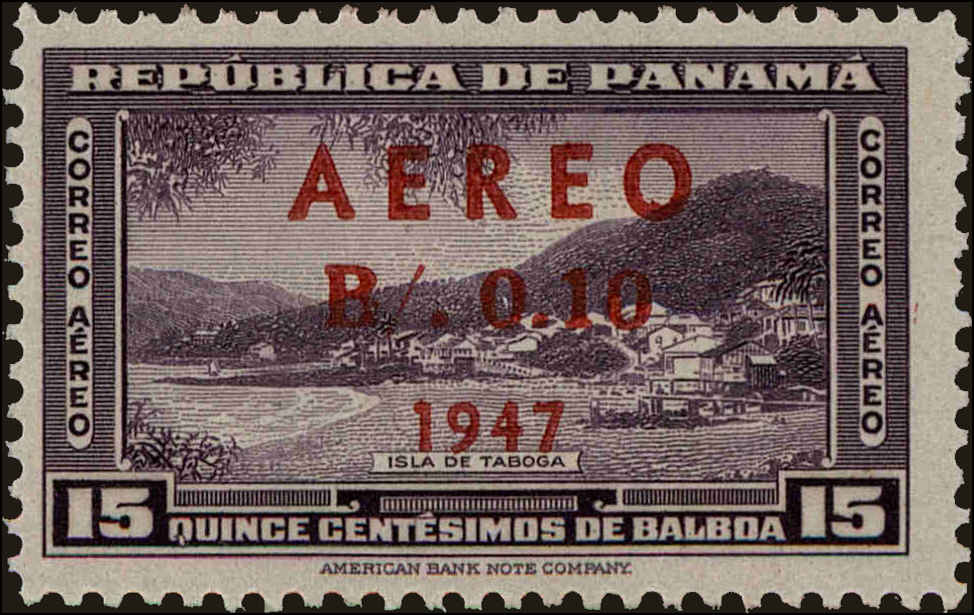 REPÚBLICA DE PANAMÁ
CORREO AÉREO
CORREO AÉREO
AEREO
B/. 0.10
1947
ISLA DE TABOGA
15 QUINCE CENTÉSIMOS DE BALBOA 15
AMERICAN BANK NOTE COMPANY.